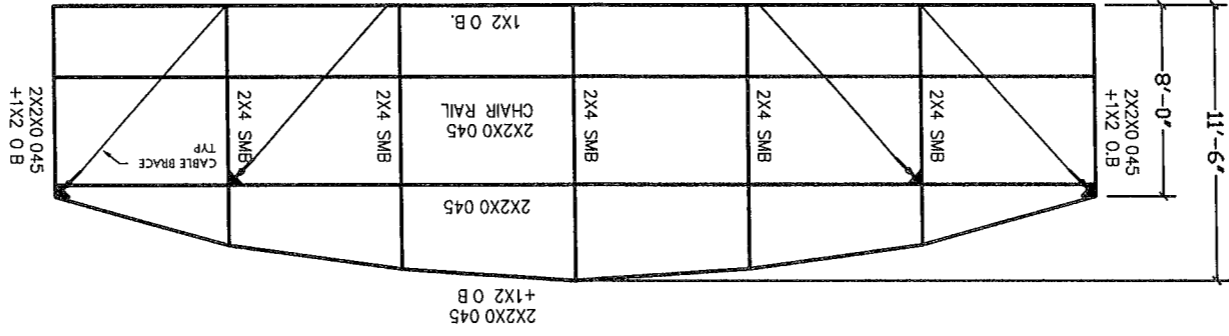 1X2 O B.
2X2X0 045
+1X2 O.B
2X4 SMB
CABLE BRACE
TYP
2X4 SMB
2X2X0 045
CHAIR RAIL
2X4 SMB
2X4 SMB
2X4 SMB
2X2X0 045
+1X2 O.B
8'-0"
11'-6"
2X2X0 045
2X2X0 045
+1X2 O B